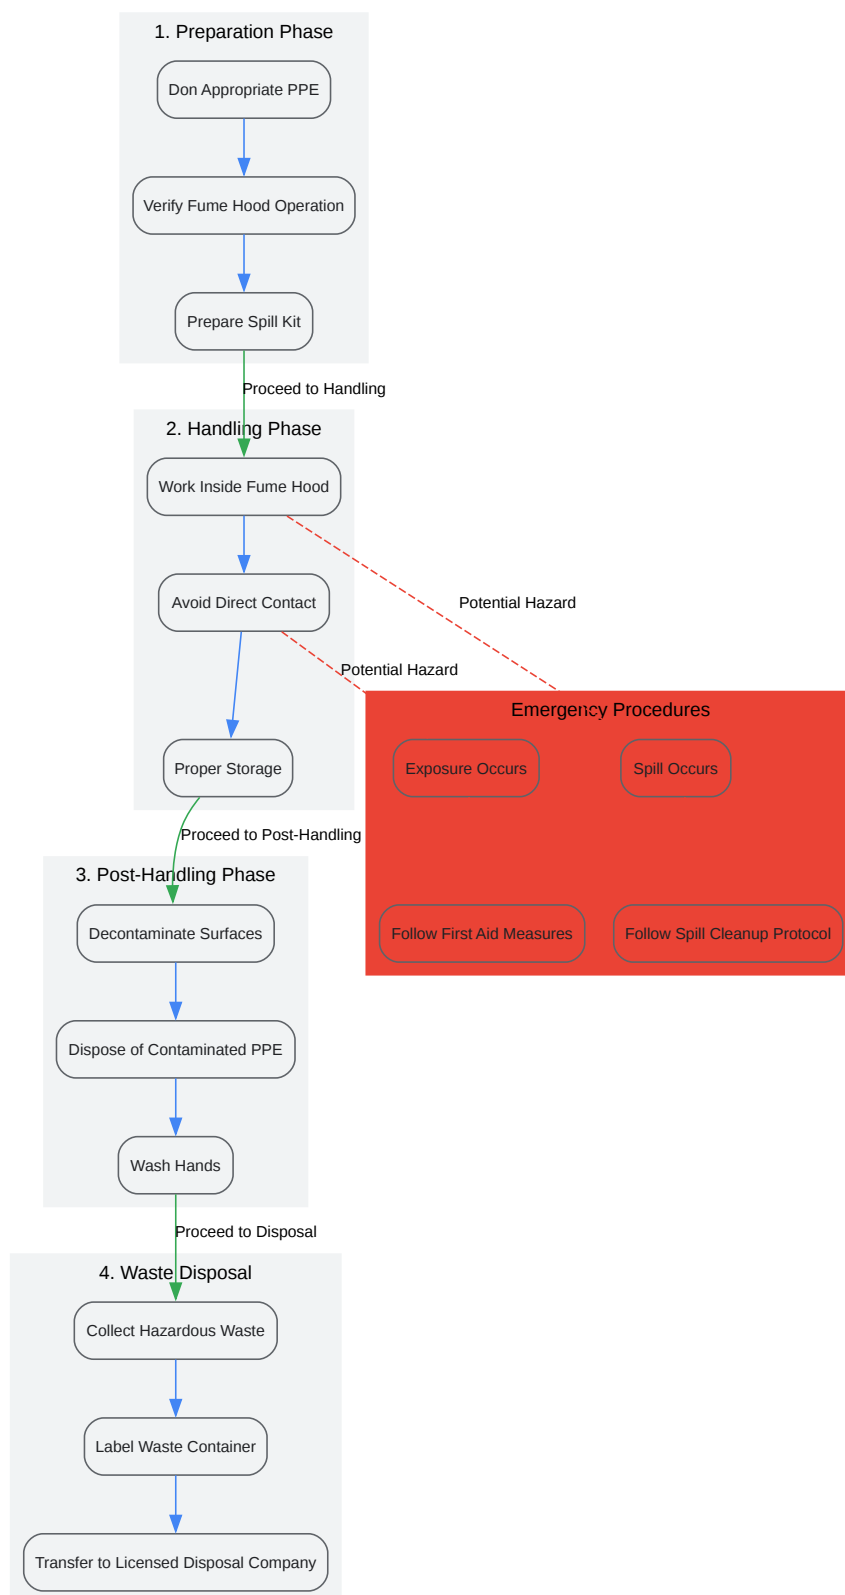 1. Preparation Phase
Don Appropriate PPE
Verify Fume Hood Operation
Prepare Spill Kit
Proceed to Handling
2. Handling Phase
Work Inside Fume Hood
Avoid Direct Contact
Potential Hazard
Potential Hazard
Proper Storage
Emergency Procedures
Exposure Occurs
Spill Occurs
Follow First Aid Measures
Follow Spill Cleanup Protocol
Proceed to Post-Handling
3. Post-Handling Phase
Decontaminate Surfaces
Dispose of Contaminated PPE
Wash Hands
Proceed to Disposal
4. Waste Disposal
Collect Hazardous Waste
Label Waste Container
Transfer to Licensed Disposal Company